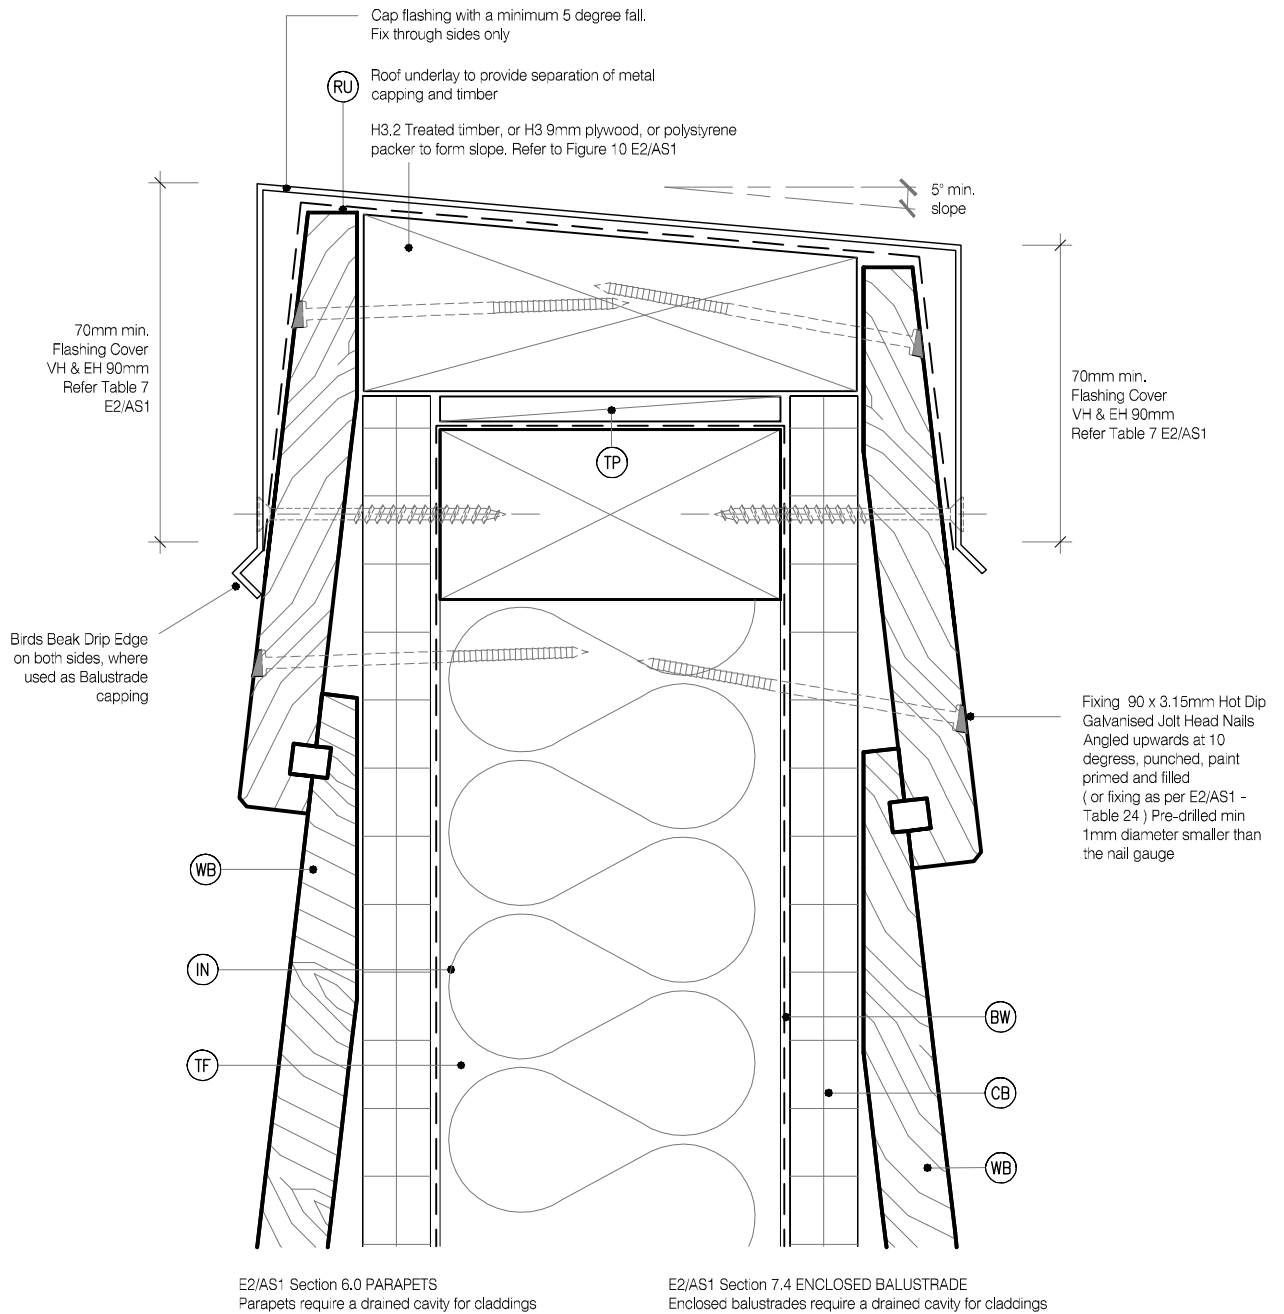 Cap flashing with a minimum 5 degree fall.
Fix through sides only
RU
Roof underlay to provide separation of metal
capping and timber
H3.2 Treated timber, or H3 9mm plywood, or polystyrene
packer to form slope. Refer to Figure 10 E2/AS1
5° min.
slope
70mm min.
Flashing Cover
VH & EH 90mm
Refer Table 7
E2/AS1
70mm min.
Flashing Cover
VH & EH 90mm
Refer Table 7 E2/AS1
TP
Birds Beak Drip Edge
on both sides, where
used as Balustrade
capping
Fixing 90 x 3.15mm Hot Dip
Galvanised Jolt Head Nails
Angled upwards at 10
degress, punched, paint
primed and filled
( or fixing as per E2/AS1 -
Table 24 ) Pre-drilled min
1mm diameter smaller than
the nail gauge
WB
IN
TF
BW
CB
WB
E2/AS1 Section 6.0 PARAPETS
Parapets require a drained cavity for claddings
E2/AS1 Section 7.4 ENCLOSED BALUSTRADE
Enclosed balustrades require a drained cavity for claddings